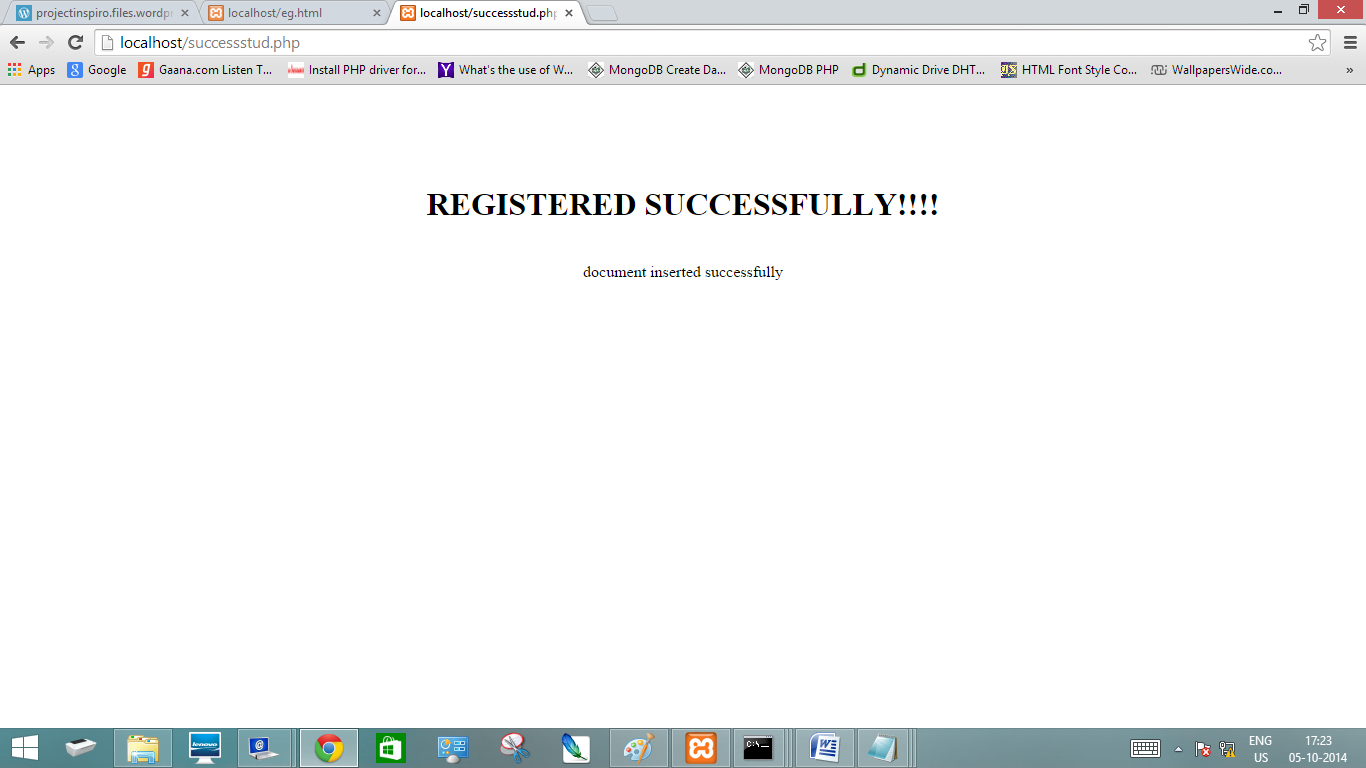 projectinspiro.files.wordpr
localhost/eg.html
localhost/successstud.php
localhost/successstud.php
Apps
Google
Gaana.com Listen T...
Install PHP driver for...
What's the use of W...
MongoDB Create Da...
MongoDB PHP
Dynamic Drive DHT...
HTML Font Style Co...
WallpapersWide.co...
»
REGISTERED SUCCESSFULLY!!!!
document inserted successfully
lenovo
C:\_
ENG
17:23
US
05-10-2014